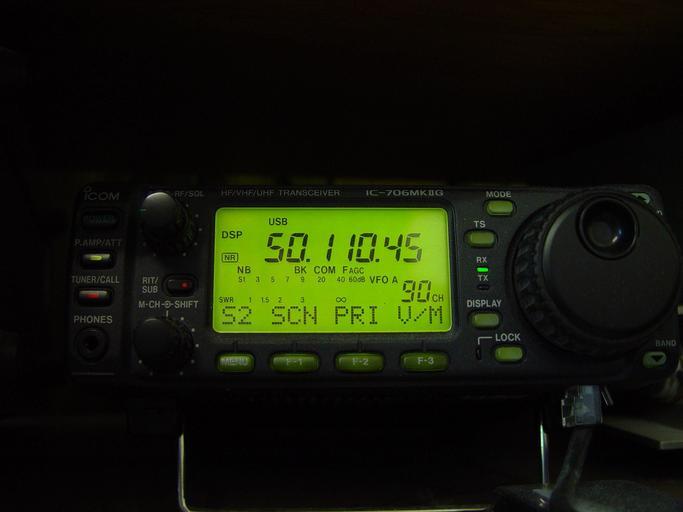 ICOM
RF/SQL
HF/VHF/UHF TRANSCEIVER
IC-706MKIIG
MODE
P.AMP/ATT
TUNER/CALL
PHONES
RIT/
SUB
M-CH SHIFT
USB
DSP
50.110.45
NR
NB BK COM FAGC
S1 3 5 7 9 20 40 60dB VFO A
90 CH
SWR 1 1.5 2 3 ∞
S2 SCN PRI V/M
MENU F-1 F-2 F-3
TS
RX
TX
DISPLAY
LOCK
BAND